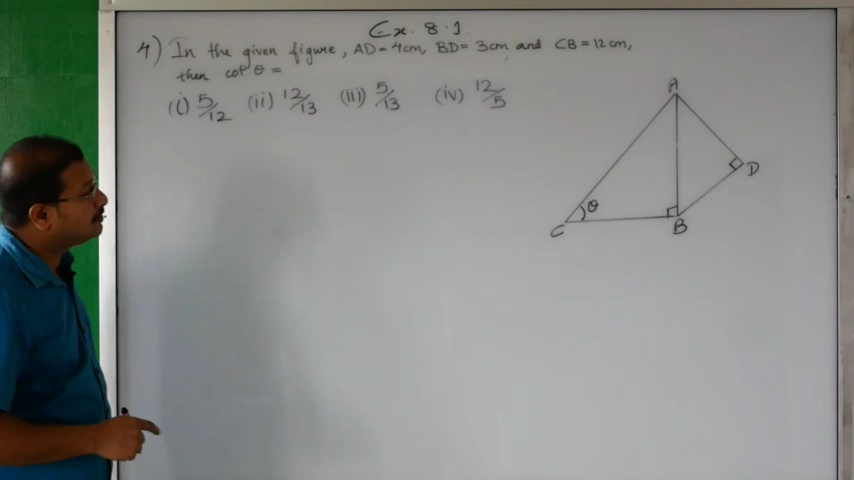 Ex. 8.1
4) In the given figure, AD = 4cm, BD = 3cm and CB = 12cm,
then cot θ =
(i) 5/12 (ii) 12/13 (iii) 5/13 (iv) 12/5
A
D
θ
C
B